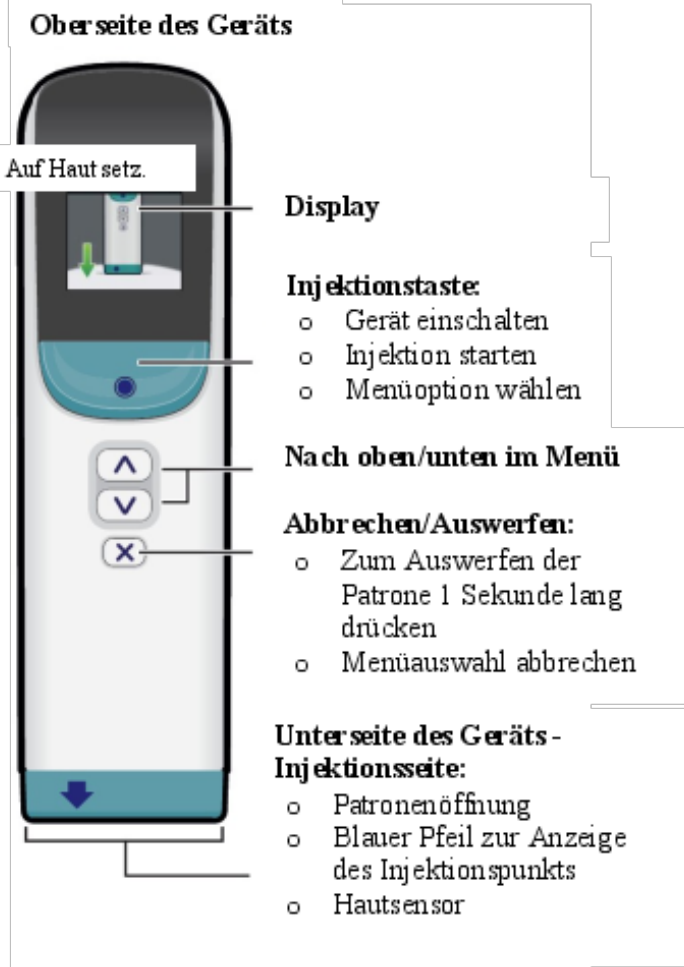 Oberseite des Geräts
Auf Haut setz.
Display
Injektionstaste:
o Gerät einschalten
o Injektion starten
o Menüoption wählen
Nach oben/unten im Menü
Abbrechen/Auswerfen:
o Zum Auswerfen der
Patrone 1 Sekunde lang
drücken
o Menüauswahl abbrechen
Unterseite des Geräts -
Injektionsseite:
o Patronenöffnung
o Blauer Pfeil zur Anzeige
des Injektionspunkts
o Hautsensor